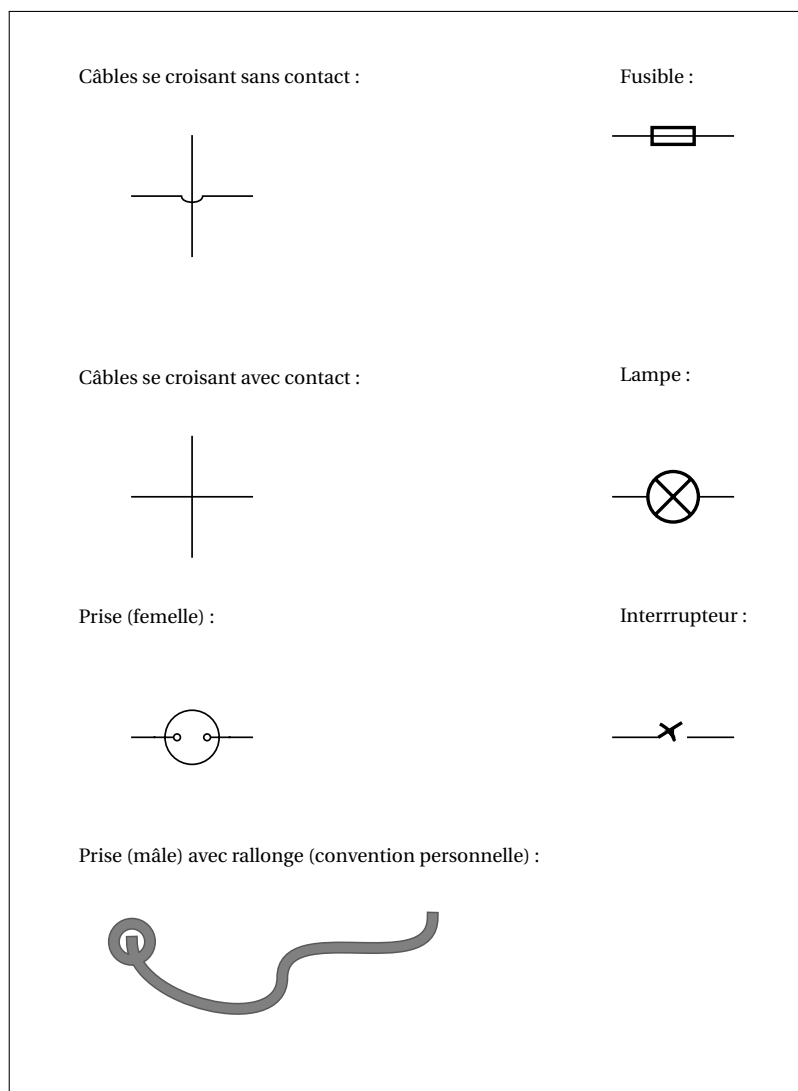 Câbles se croisant sans contact :
Fusible :
Câbles se croisant avec contact :
Lampe :
Prise (femelle) :
Interrrupteur :
Prise (mâle) avec rallonge (convention personnelle) :